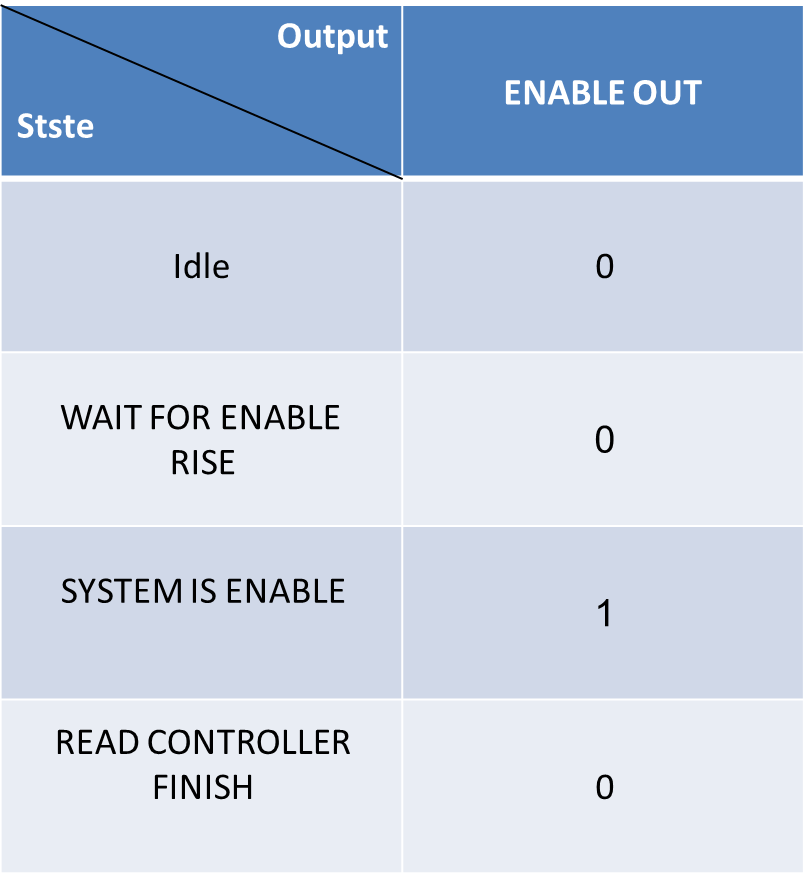 Output
Stste
ENABLE OUT
Idle
0
WAIT FOR ENABLE
RISE
0
SYSTEM IS ENABLE
1
READ CONTROLLER
FINISH
0